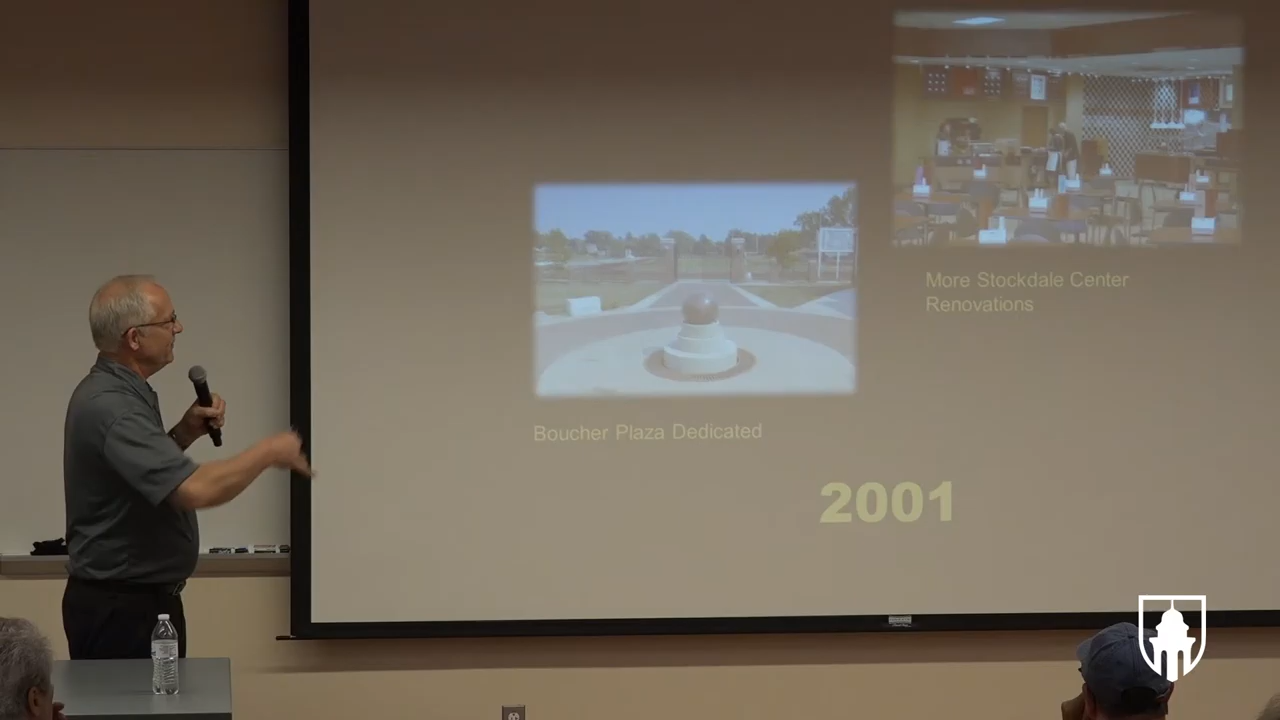 More Stockdale Center
Renovations
Boucher Plaza Dedicated
2001